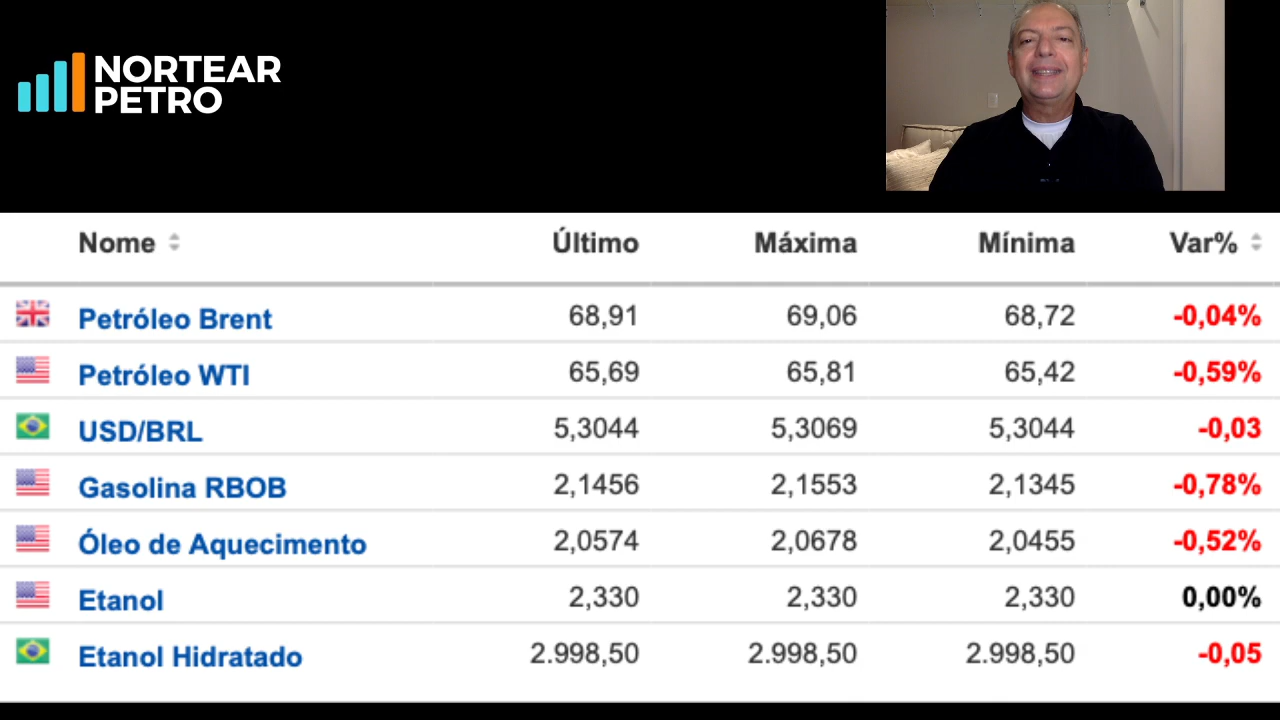 NORTEAR
PETRO
Nome Último Máxima Mínima Var%
Petróleo Brent 68,91 69,06 68,72 -0,04%
Petróleo WTI 65,69 65,81 65,42 -0,59%
USD/BRL 5,3044 5,3069 5,3044 -0,03
Gasolina RBOB 2,1456 2,1553 2,1345 -0,78%
Óleo de Aquecimento 2,0574 2,0678 2,0455 -0,52%
Etanol 2,330 2,330 2,330 0,00%
Etanol Hidratado 2.998,50 2.998,50 2.998,50 -0,05